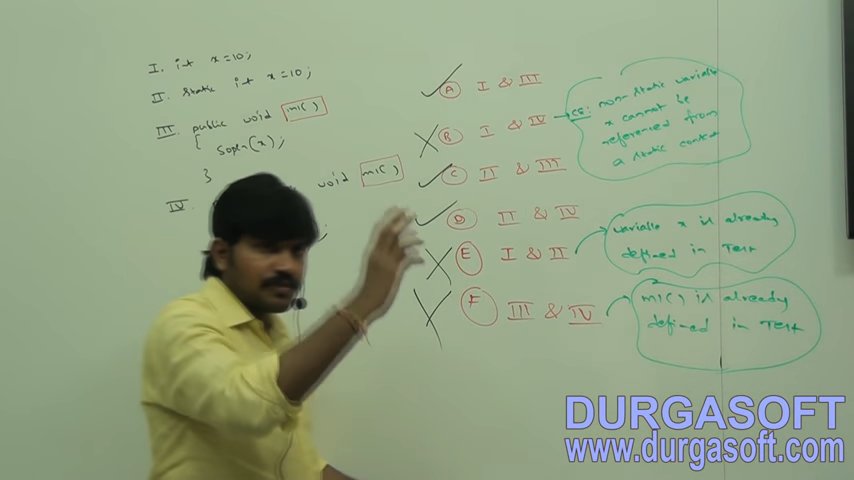 I. int x=10;
II. static int x=10;
III. public void m1()
{
sopln(x);
}
IV. void m1()
;
✓ A I & III
X B I & IV
✓ C II & III
✓ D II & IV
X E I & II
X F III & IV
CE: non-static variable
x cannot be
referenced from
a static context
variable x is already
defined in Test
m1() is already
defined in Test
DURGASOFT
www.durgasoft.com